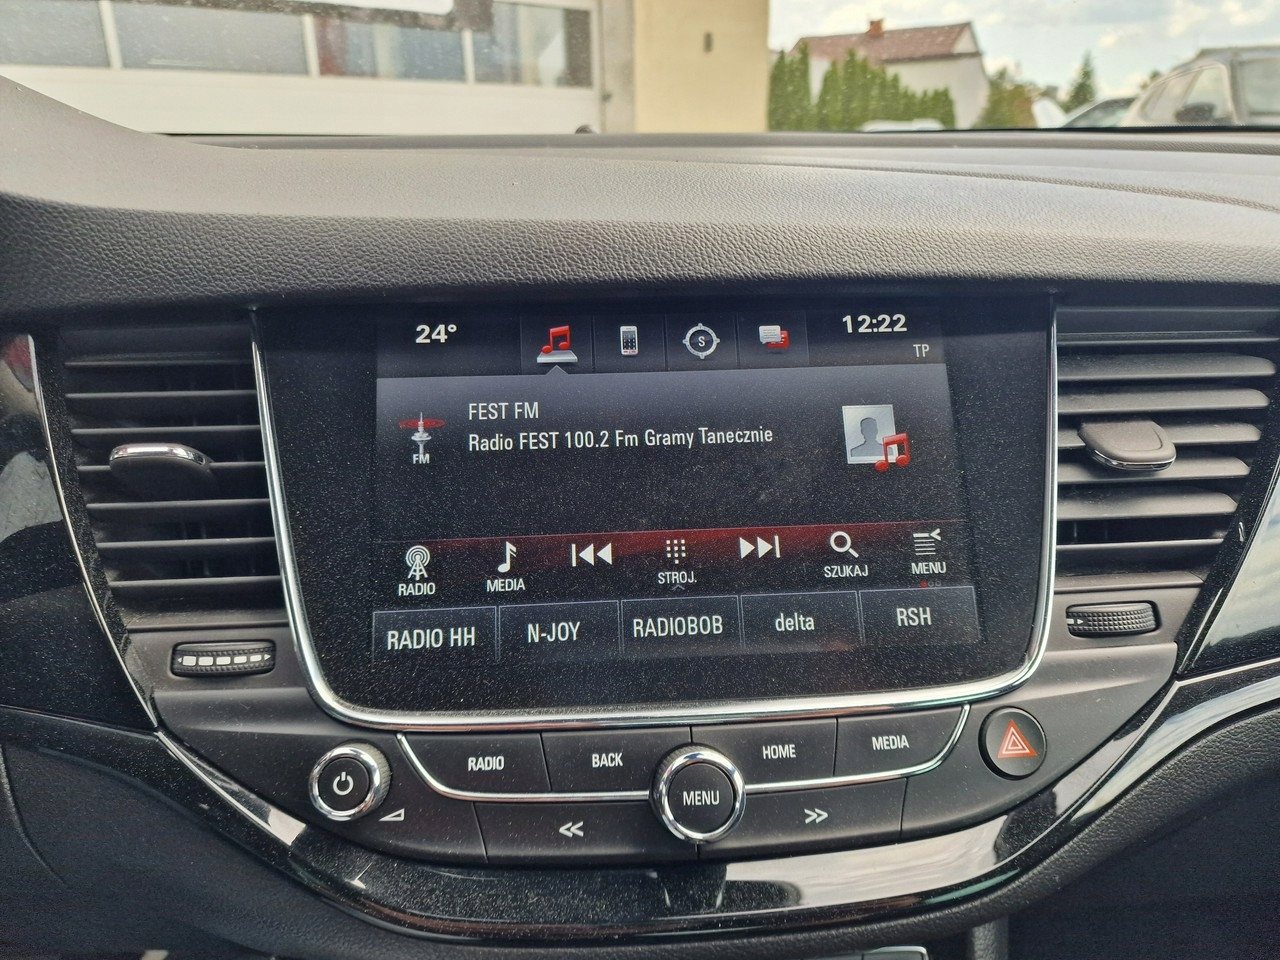 24°
S
12:22
TP
FM
FEST FM
Radio FEST 100.2 Fm Gramy Tanecznie
RADIO
MEDIA
STROJ.
SZUKAJ
MENU
RADIO HH
N-JOY
RADIOBOB
delta
RSH
RADIO
BACK
HOME
MEDIA
MENU